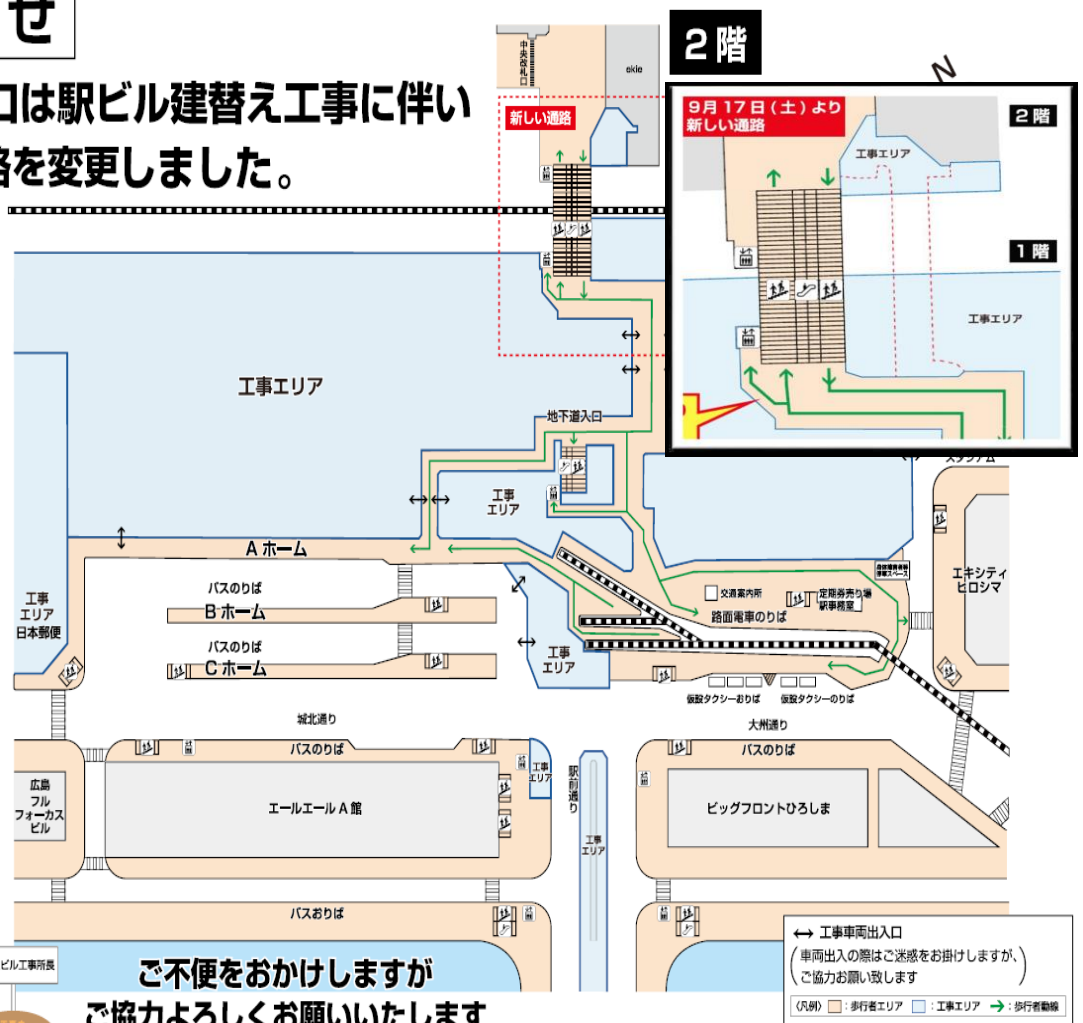 せ
口は駅ビル建替え工事に伴い
路を変更しました。
中央改札口
ekie
新しい通路
2階
N
9月17日(土)より
新しい通路
2階
工事エリア
1階
工事エリア
工事エリア
地下道入口
工事
エリア
スタジアム
Aホーム
バスのりば
Bホーム
バスのりば
Cホーム
工事
エリア
日本郵便
工事
エリア
交通案内所
定期券売り場
駅事務室
路面電車のりば
エキシティ
ヒロシマ
仮設タクシーおりば
仮設タクシーのりば
城北通り
大州通り
バスのりば
バスのりば
広島
フル
フォーカス
ビル
エールエールA館
工事
エリア
駅前通り
工事
エリア
ビッグフロントひろしま
バスおりば
ビル工事所長
ご不便をおかけしますが
ご協力よろしくお願いいたします
工事車両出入口
(車両出入の際はご迷惑をお掛けしますが、
ご協力お願い致します)
〈凡例〉 :歩行者エリア :工事エリア :歩行者動線